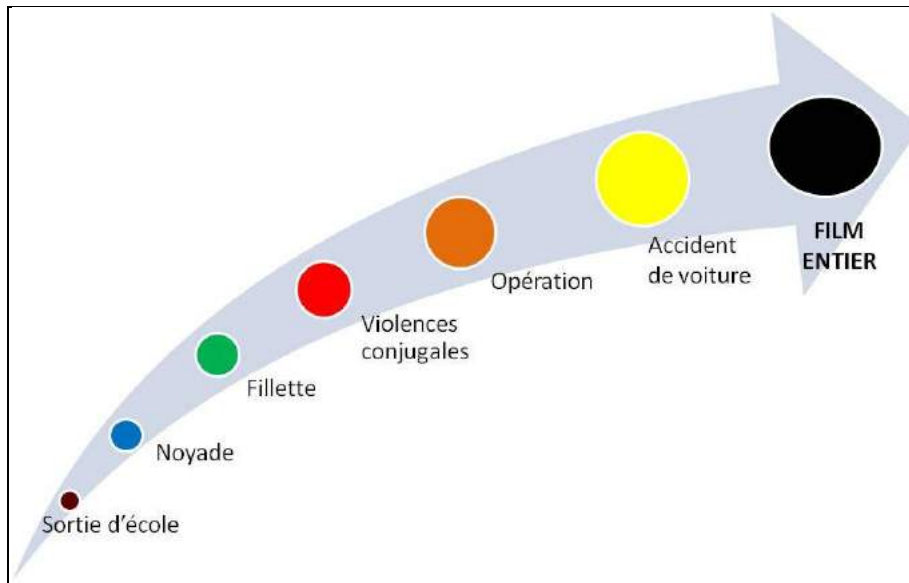 FILM
ENTIER
Accident
de voiture
Opération
Violences
conjugales
Fillette
Noyade
Sortie d'école